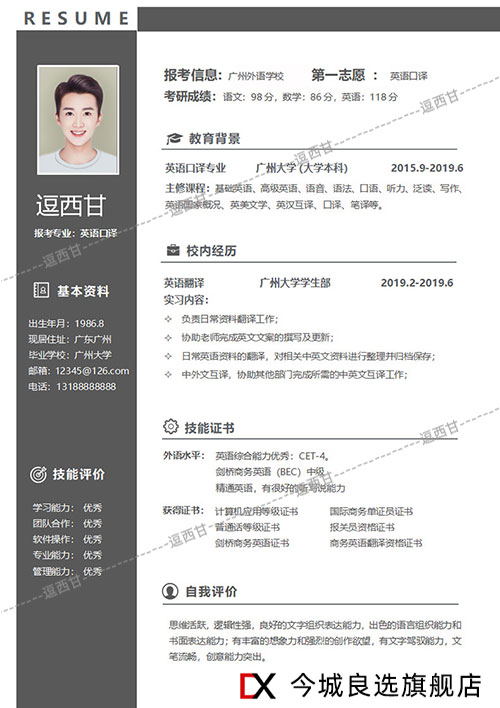 RESUME
逗西甘
报考专业：英语口译
基本资料
出生年月：1986.8
现居住址：广东广州
毕业学校：广州大学
邮箱：12345@126.com
电话：13188888888
技能评价
学习能力： 优秀
团队合作： 优秀
软件操作： 优秀
专业能力： 优秀
管理能力： 优秀
报考信息: 广州外语学校 第一志愿 ： 英语口译
考研成绩：语文：98分，数学：86分，英语：118分
教育背景
英语口译专业 广州大学 (大学本科) 2015.9-2019.6
主修课程：基础英语、高级英语、语音、语法、口语、听力、泛读、写作、
英语国家概况、英美文学、英汉互译、口译、笔译等。
校内经历
英语翻译 广州大学学生部 2019.2-2019.6
实习内容：
负责日常资料翻译工作；
协助老师完成英文文案的撰写及更新；
日常英语资料的翻译，对相关中英文资料进行整理并归档保存；
中外文互译，协助其他部门完成所需的中英文互译工作；
技能证书
外语水平： 英语综合能力优秀：CET-4。
剑桥商务英语（BEC）中级
精通英语，有很好的听写说能力
获得证书： 计算机应用等级证书 国际商务单证员证书
普通话等级证书 报关员资格证书
剑桥商务英语证书 商务英语翻译资格证书
自我评价
思维活跃，逻辑性强，良好的文字组织表达能力，出色的语言组织能力和
书面表达能力；有丰富的想象力和强烈的创作欲望，有文字驾驭能力，文
笔流畅，创意能力突出。
逗西甘
逗西甘
逗西甘
逗西甘
逗西甘
逗西甘
DX 今城良选旗舰店